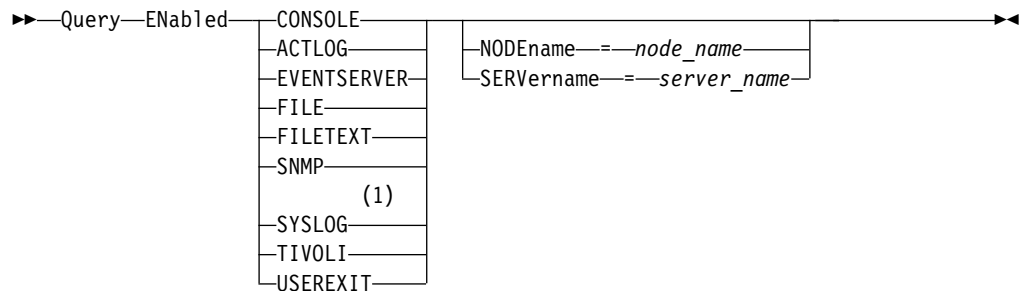 Query ENabled CONSOLE
ACTLOG NODEname = node_name
EVENTSERVER SERVername = server_name
FILE
FILETEXT
SNMP
(1)
SYSLOG
TIVOLI
USEREXIT